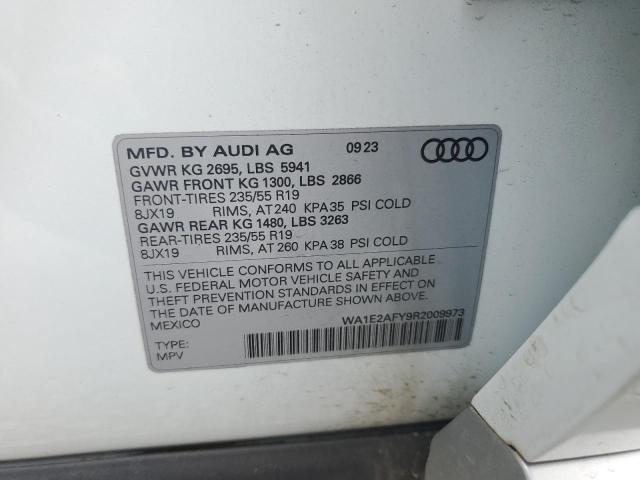 MFD. BY AUDI AG 09 23
GVWR KG 2695, LBS 5941
GAWR FRONT KG 1300, LBS 2866
FRONT-TIRES 235/55 R19
8JX19 RIMS, AT 240 KPA 35 PSI COLD
GAWR REAR KG 1480, LBS 3263
REAR-TIRES 235/55 R19
8JX19 RIMS, AT 260 KPA 38 PSI COLD
THIS VEHICLE CONFORMS TO ALL APPLICABLE
U.S. FEDERAL MOTOR VEHICLE SAFETY AND
THEFT PREVENTION STANDARDS IN EFFECT ON
THE DATE OF MANUFACTURE SHOWN ABOVE.
MEXICO
WA1E2AFY9R2009973
TYPE:
MPV